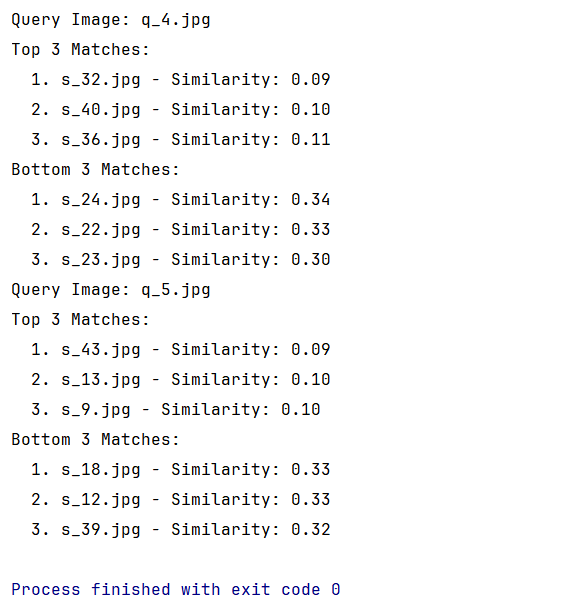 Query Image: q_4.jpg
Top 3 Matches:
  1. s_32.jpg - Similarity: 0.09
  2. s_40.jpg - Similarity: 0.10
  3. s_36.jpg - Similarity: 0.11
Bottom 3 Matches:
  1. s_24.jpg - Similarity: 0.34
  2. s_22.jpg - Similarity: 0.33
  3. s_23.jpg - Similarity: 0.30
Query Image: q_5.jpg
Top 3 Matches:
  1. s_43.jpg - Similarity: 0.09
  2. s_13.jpg - Similarity: 0.10
  3. s_9.jpg - Similarity: 0.10
Bottom 3 Matches:
  1. s_18.jpg - Similarity: 0.33
  2. s_12.jpg - Similarity: 0.33
  3. s_39.jpg - Similarity: 0.32

Process finished with exit code 0